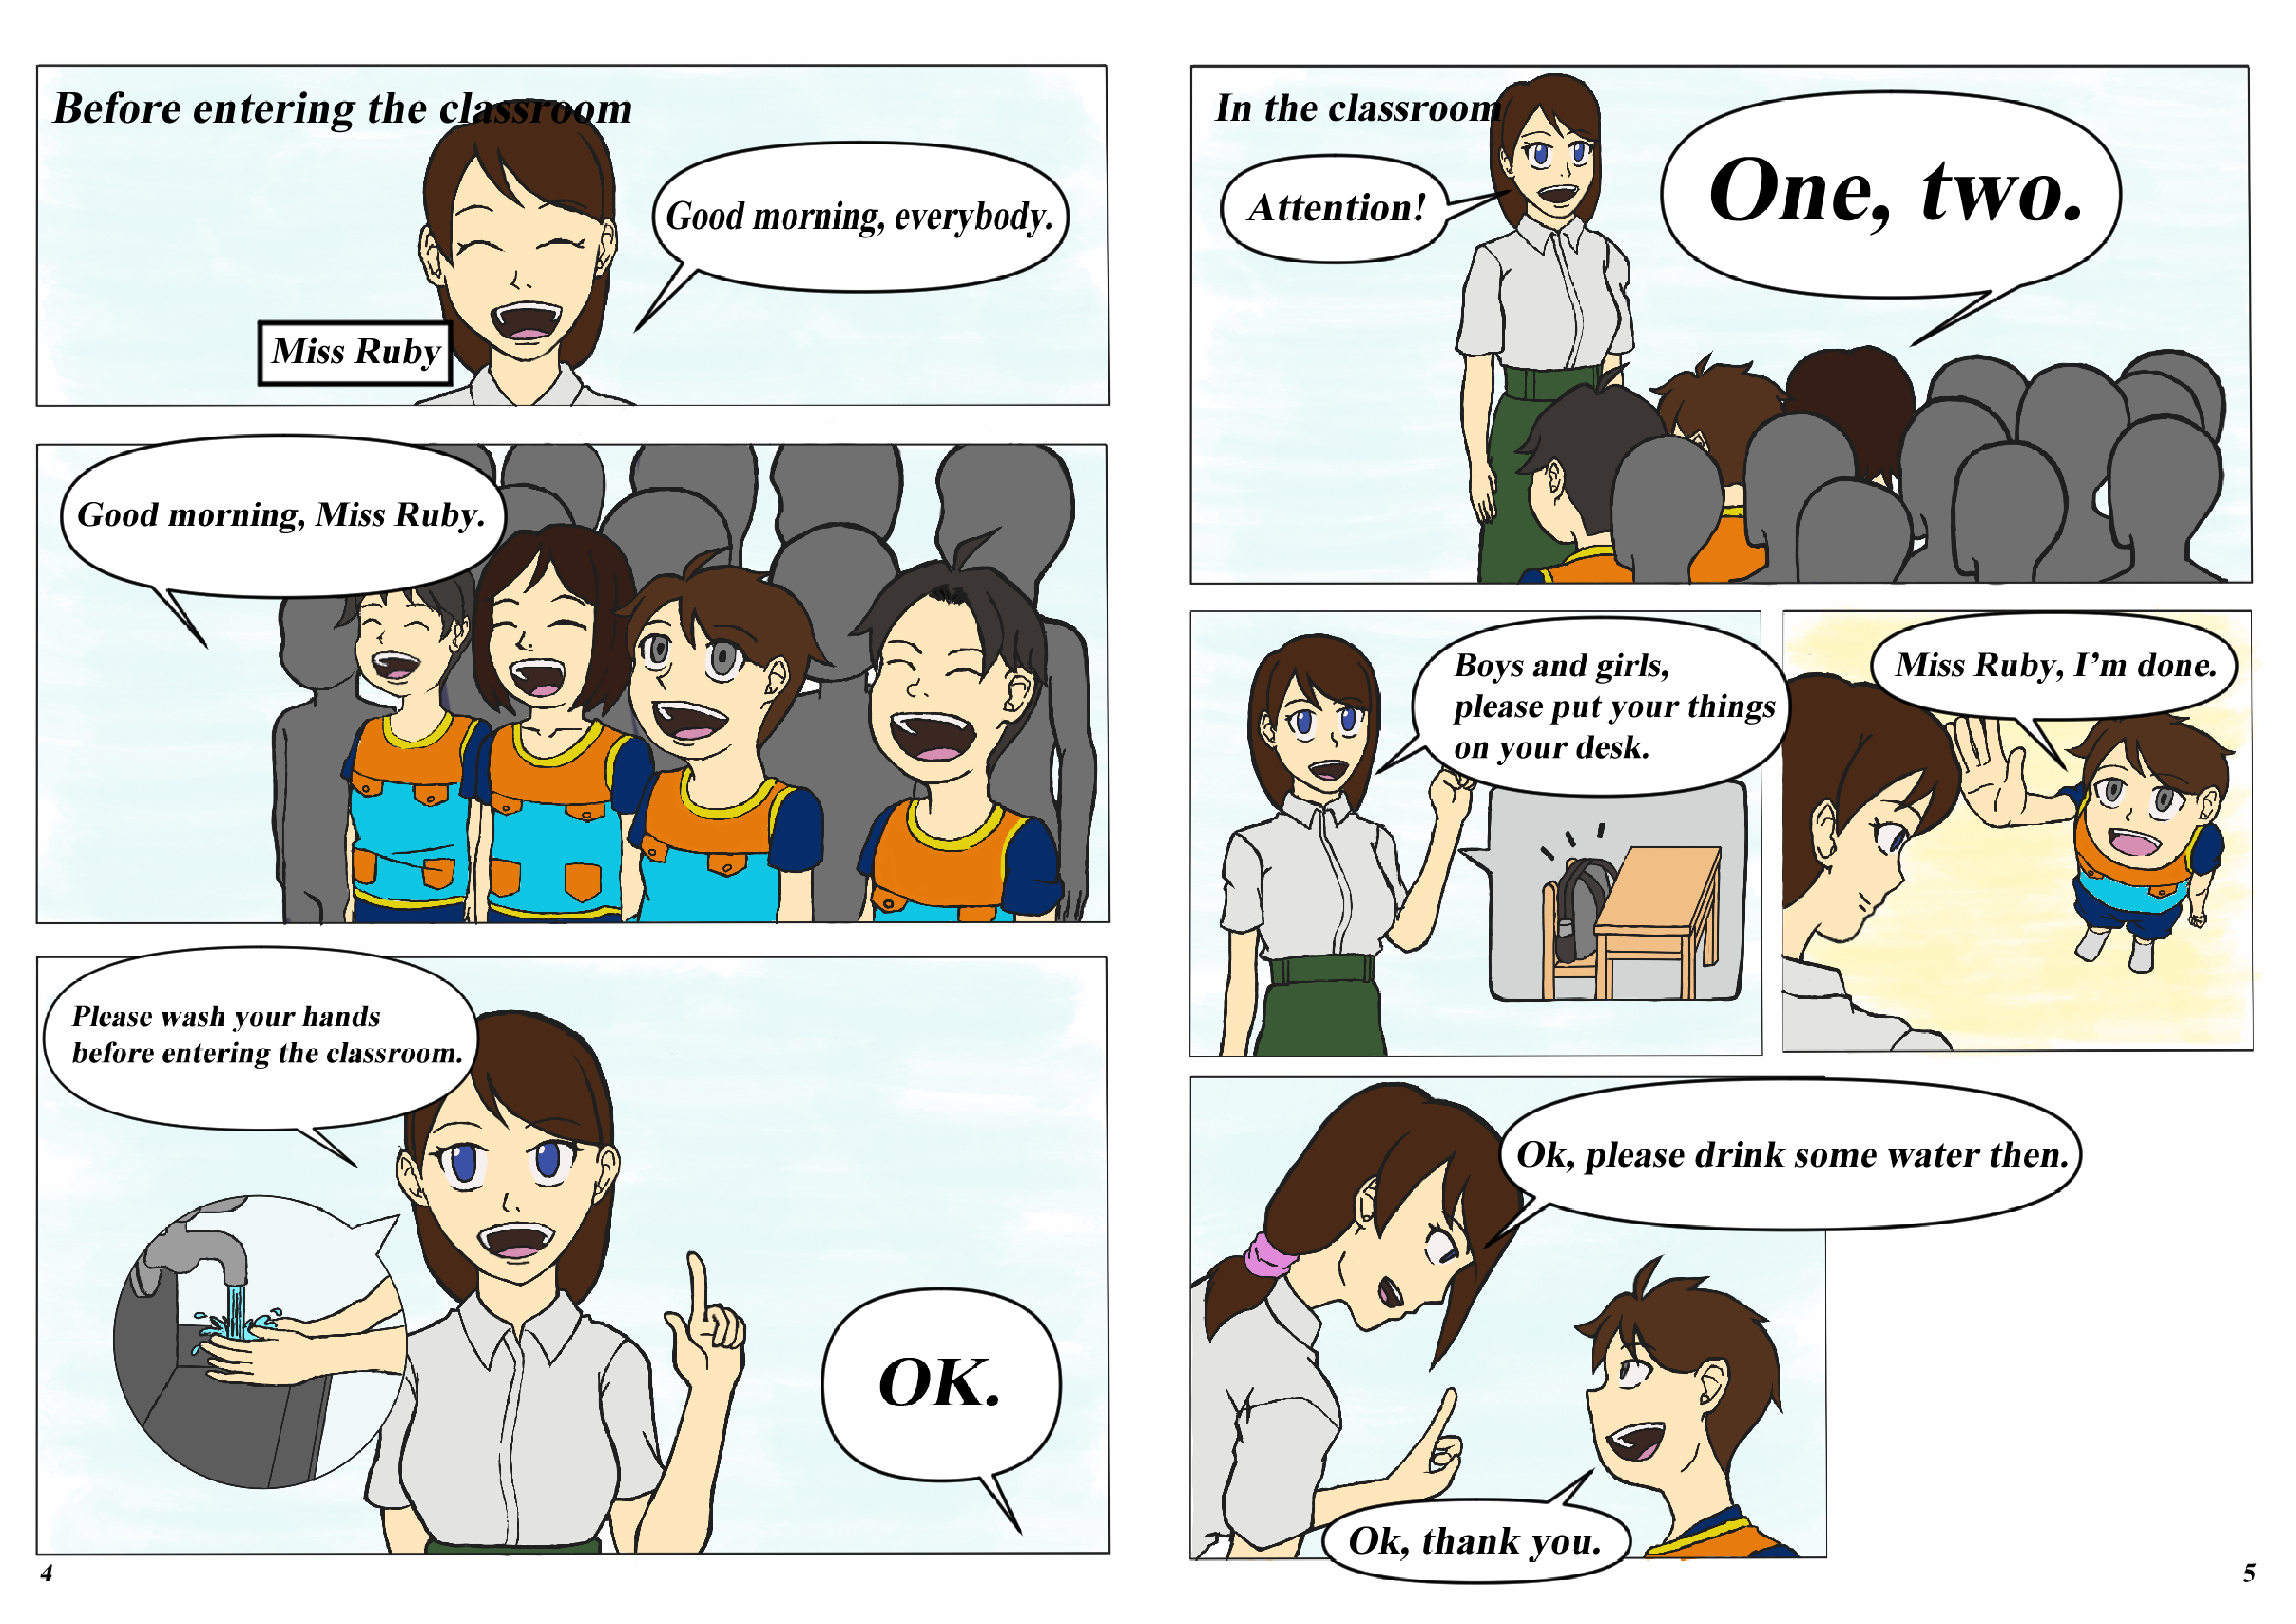 Before entering the classroom
Good morning, everybody.
Miss Ruby
Good morning, Miss Ruby.
Please wash your hands
before entering the classroom.
OK.
4
In the classroom
Attention!
One, two.
Boys and girls,
please put your things
on your desk.
Miss Ruby, I’m done.
Ok, please drink some water then.
Ok, thank you.
5